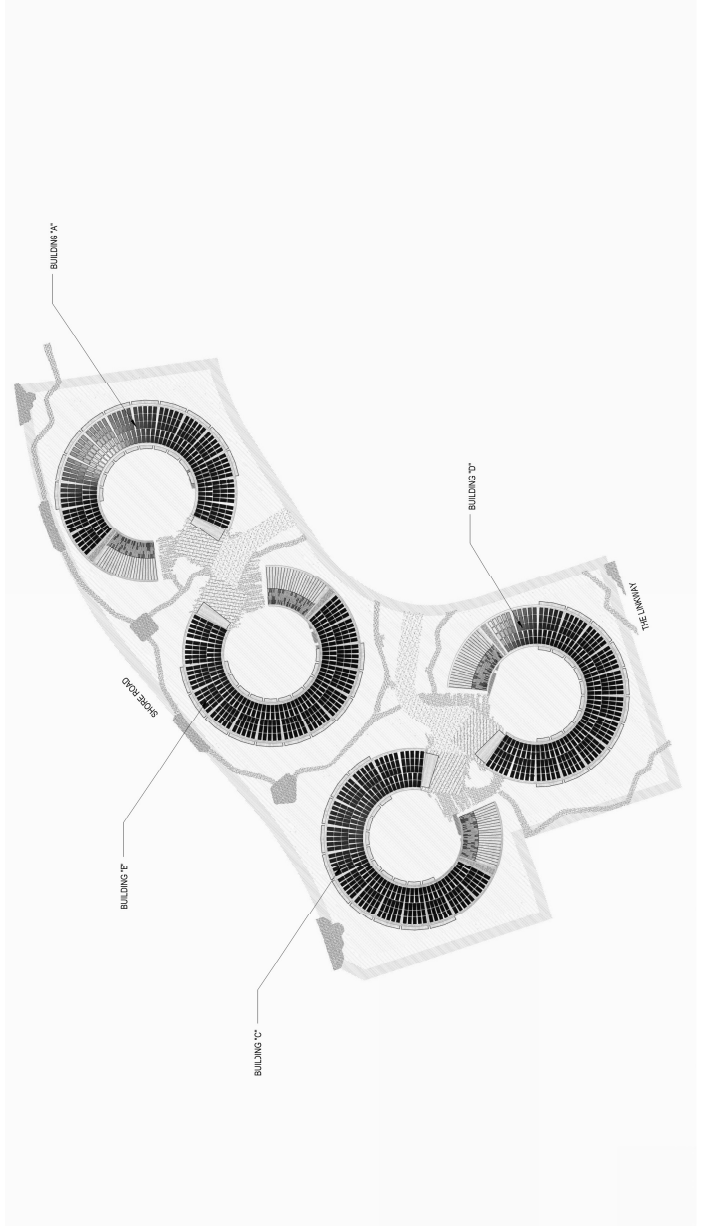 BUILDING "A"
BUILDING "D"
THE LINKWAY
SHORE ROAD
BUILDING "B"
BUILDING "C"